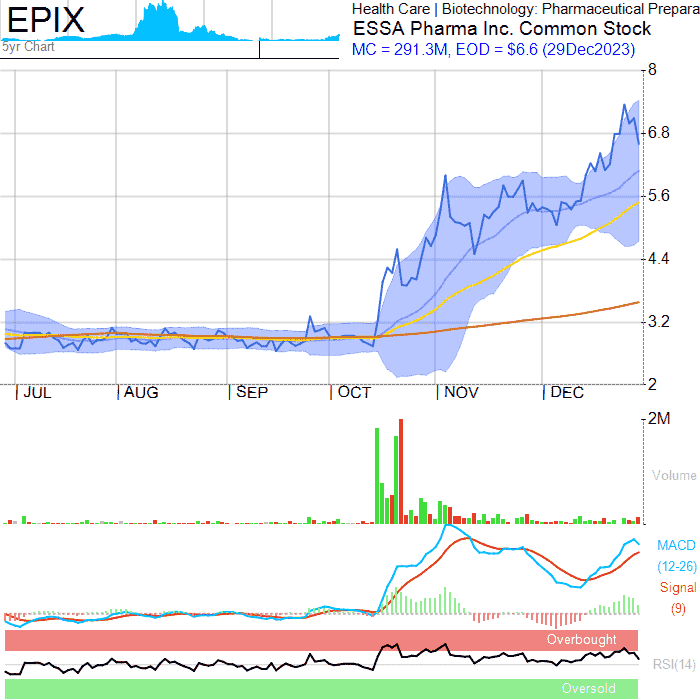 EPIX
5yr Chart
Health Care | Biotechnology: Pharmaceutical Prepara
ESSA Pharma Inc. Common Stock
MC = 291.3M, EOD = $6.6 (29Dec2023)
8
6.8
5.6
4.4
3.2
2
JUL AUG SEP OCT NOV DEC
2M
Volume
MACD
(12-26)
Signal
(9)
Overbought
RSI(14)
Oversold